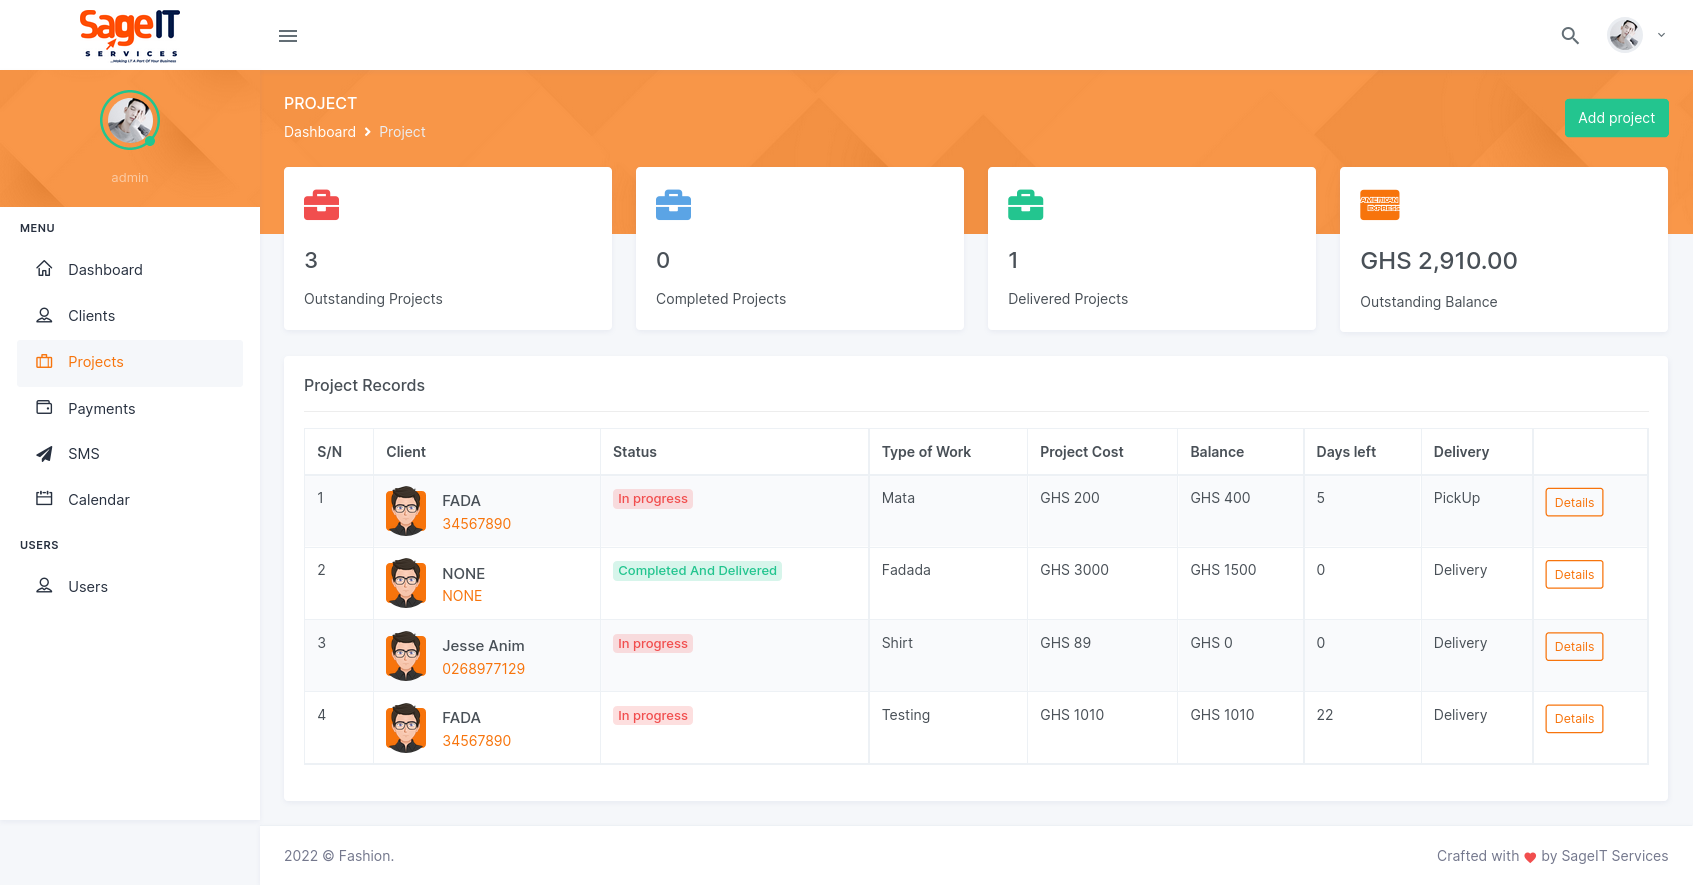 SageIT
SERVICES
...Making I.T A Part Of Your Business
admin
MENU
Dashboard
Clients
Projects
Payments
SMS
Calendar
USERS
Users
PROJECT
Dashboard > Project
Add project
3
Outstanding Projects
0
Completed Projects
1
Delivered Projects
AMERICAN
EXPRESS
GHS 2,910.00
Outstanding Balance
Project Records
S/N Client Status Type of Work Project Cost Balance Days left Delivery
1 FADA In progress Mata GHS 200 GHS 400 5 PickUp Details
34567890
2 NONE Completed And Delivered Fadada GHS 3000 GHS 1500 0 Delivery Details
NONE
3 Jesse Anim In progress Shirt GHS 89 GHS 0 0 Delivery Details
0268977129
4 FADA In progress Testing GHS 1010 GHS 1010 22 Delivery Details
34567890
2022 © Fashion.
Crafted with ♥ by SageIT Services